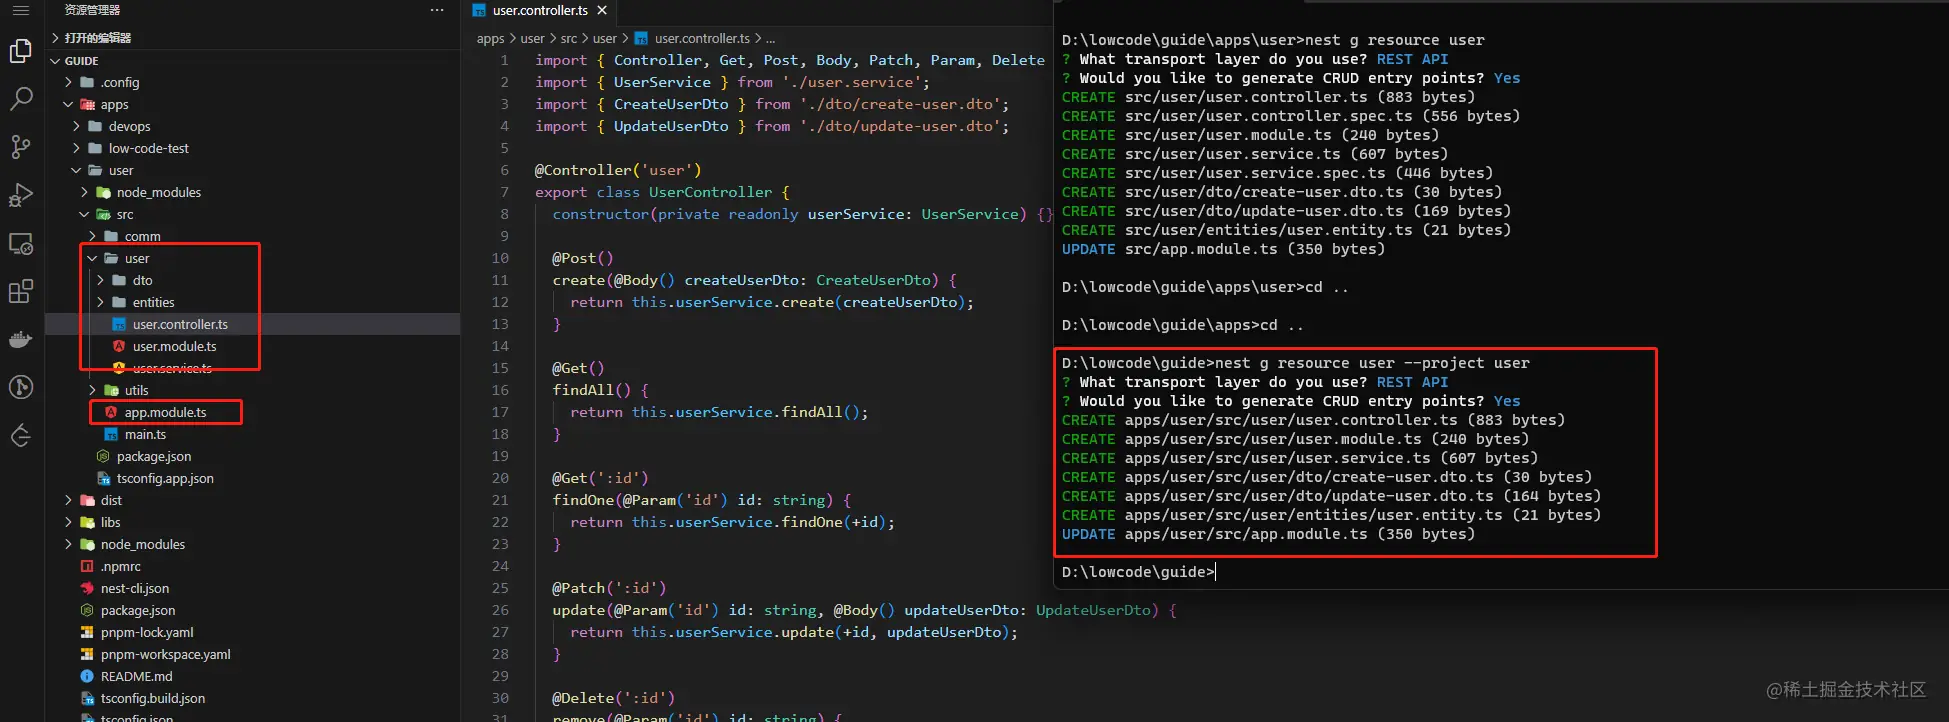 资源管理器
···
打开的编辑器
GUIDE
.config
apps
devops
low-code-test
user
node_modules
src
comm
user
dto
entities
user.controller.ts
user.module.ts
user.service.ts
utils
app.module.ts
main.ts
package.json
tsconfig.app.json
dist
libs
node_modules
.npmrc
nest-cli.json
package.json
pnpm-lock.yaml
pnpm-workspace.yaml
README.md
tsconfig.build.json
tsconfig.json
user.controller.ts ×
apps > user > src > user > user.controller.ts > ...
1 import { Controller, Get, Post, Body, Patch, Param, Delete
2 import { UserService } from './user.service';
3 import { CreateUserDto } from './dto/create-user.dto';
4 import { UpdateUserDto } from './dto/update-user.dto';
5
6 @Controller('user')
7 export class UserController {
8 constructor(private readonly userService: UserService) {}
9
10 @Post()
11 create(@Body() createUserDto: CreateUserDto) {
12 return this.userService.create(createUserDto);
13 }
14
15 @Get()
16 findAll() {
17 return this.userService.findAll();
18 }
19
20 @Get(':id')
21 findOne(@Param('id') id: string) {
22 return this.userService.findOne(+id);
23 }
24
25 @Patch(':id')
26 update(@Param('id') id: string, @Body() updateUserDto: UpdateUserDto) {
27 return this.userService.update(+id, updateUserDto);
28 }
29
30 @Delete(':id')
31 remove(@Param('id') id: string) {
D:\lowcode\guide\apps\user>nest g resource user
? What transport layer do you use? REST API
? Would you like to generate CRUD entry points? Yes
CREATE src/user/user.controller.ts (883 bytes)
CREATE src/user/user.controller.spec.ts (556 bytes)
CREATE src/user/user.module.ts (240 bytes)
CREATE src/user/user.service.ts (607 bytes)
CREATE src/user/user.service.spec.ts (446 bytes)
CREATE src/user/dto/create-user.dto.ts (30 bytes)
CREATE src/user/dto/update-user.dto.ts (169 bytes)
CREATE src/user/entities/user.entity.ts (21 bytes)
UPDATE src/app.module.ts (350 bytes)
D:\lowcode\guide\apps\user>cd ..
D:\lowcode\guide\apps>cd ..
D:\lowcode\guide>nest g resource user --project user
? What transport layer do you use? REST API
? Would you like to generate CRUD entry points? Yes
CREATE apps/user/src/user/user.controller.ts (883 bytes)
CREATE apps/user/src/user/user.module.ts (240 bytes)
CREATE apps/user/src/user/user.service.ts (607 bytes)
CREATE apps/user/src/user/dto/create-user.dto.ts (30 bytes)
CREATE apps/user/src/user/dto/update-user.dto.ts (164 bytes)
CREATE apps/user/src/user/entities/user.entity.ts (21 bytes)
UPDATE apps/user/src/app.module.ts (350 bytes)
D:\lowcode\guide>
@稀土掘金技术社区